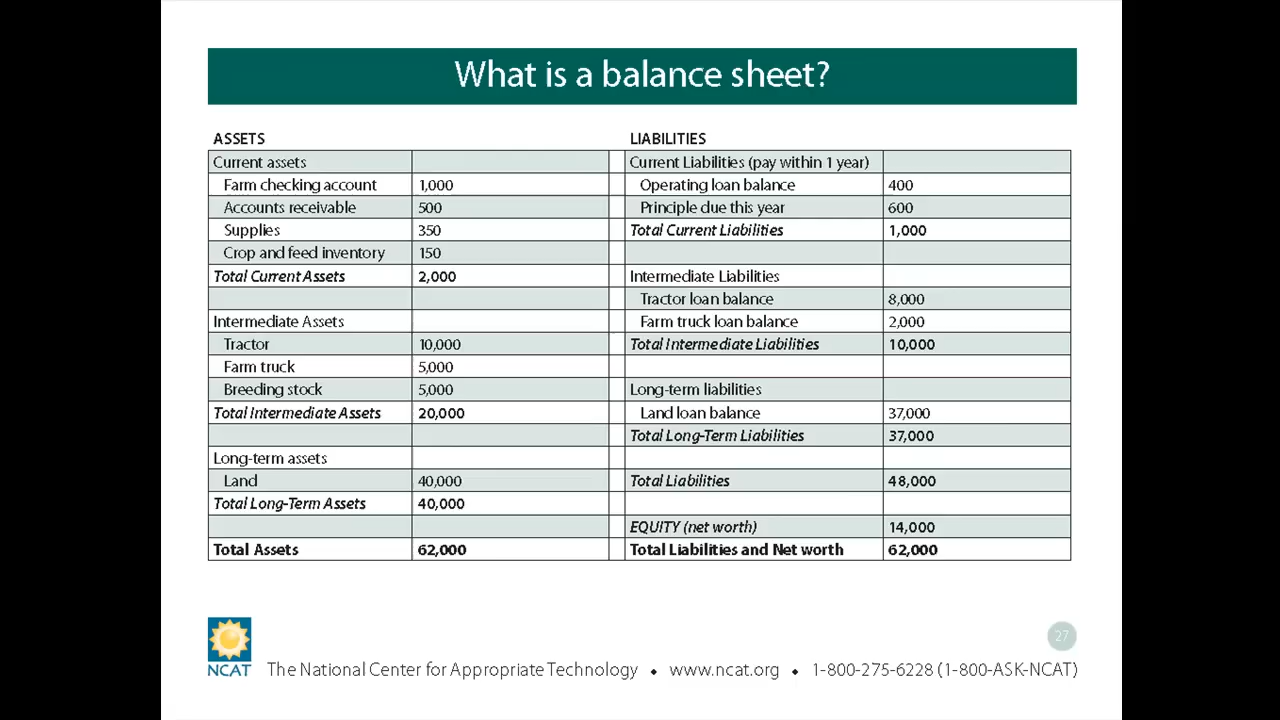 What is a balance sheet?
ASSETS
Current assets
Farm checking account 1,000
Accounts receivable 500
Supplies 350
Crop and feed inventory 150
Total Current Assets 2,000
Intermediate Assets
Tractor 10,000
Farm truck 5,000
Breeding stock 5,000
Total Intermediate Assets 20,000
Long-term assets
Land 40,000
Total Long-Term Assets 40,000
Total Assets 62,000
LIABILITIES
Current Liabilities (pay within 1 year)
Operating loan balance 400
Principle due this year 600
Total Current Liabilities 1,000
Intermediate Liabilities
Tractor loan balance 8,000
Farm truck loan balance 2,000
Total Intermediate Liabilities 10,000
Long-term liabilities
Land loan balance 37,000
Total Long-Term Liabilities 37,000
Total Liabilities 48,000
EQUITY (net worth) 14,000
Total Liabilities and Net worth 62,000
27
NCAT
The National Center for Appropriate Technology • www.ncat.org • 1-800-275-6228 (1-800-ASK-NCAT)